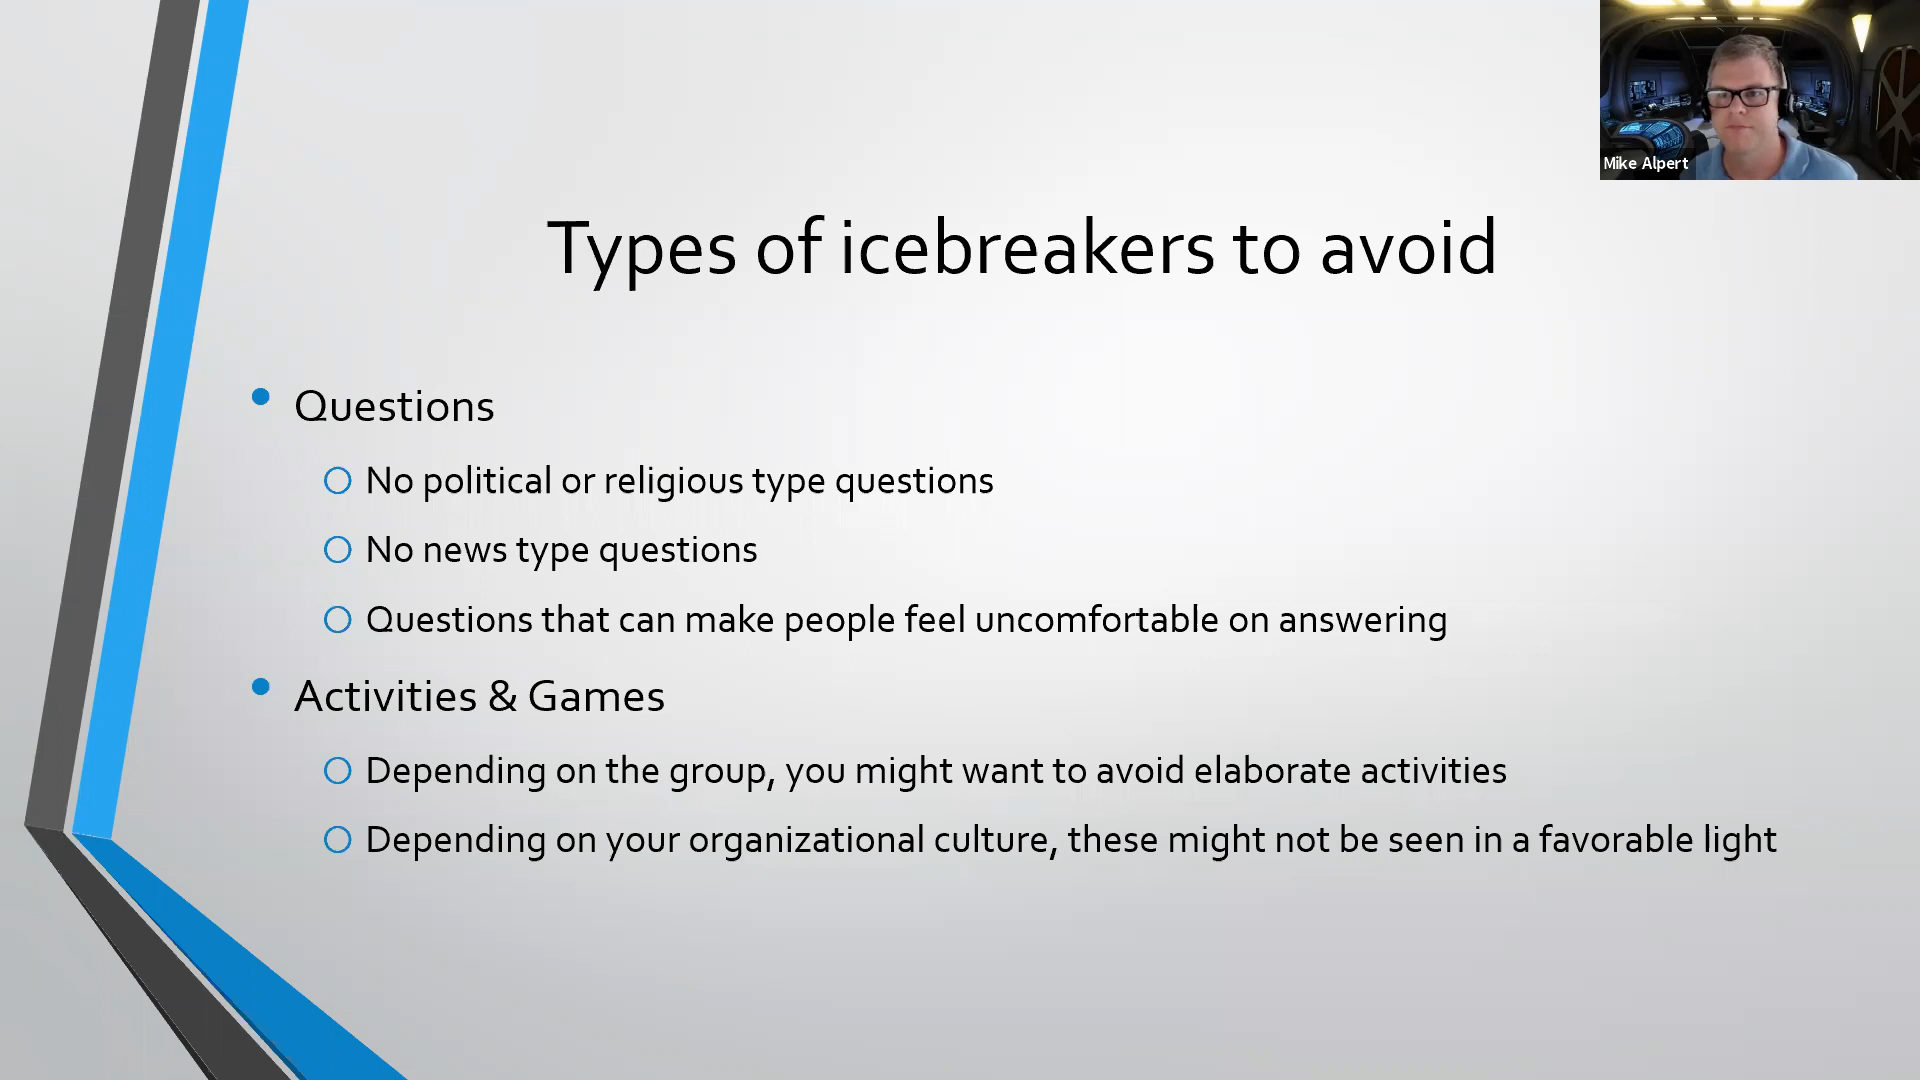 Mike Alpert
Types of icebreakers to avoid
Questions
No political or religious type questions
No news type questions
Questions that can make people feel uncomfortable on answering
Activities & Games
Depending on the group, you might want to avoid elaborate activities
Depending on your organizational culture, these might not be seen in a favorable light